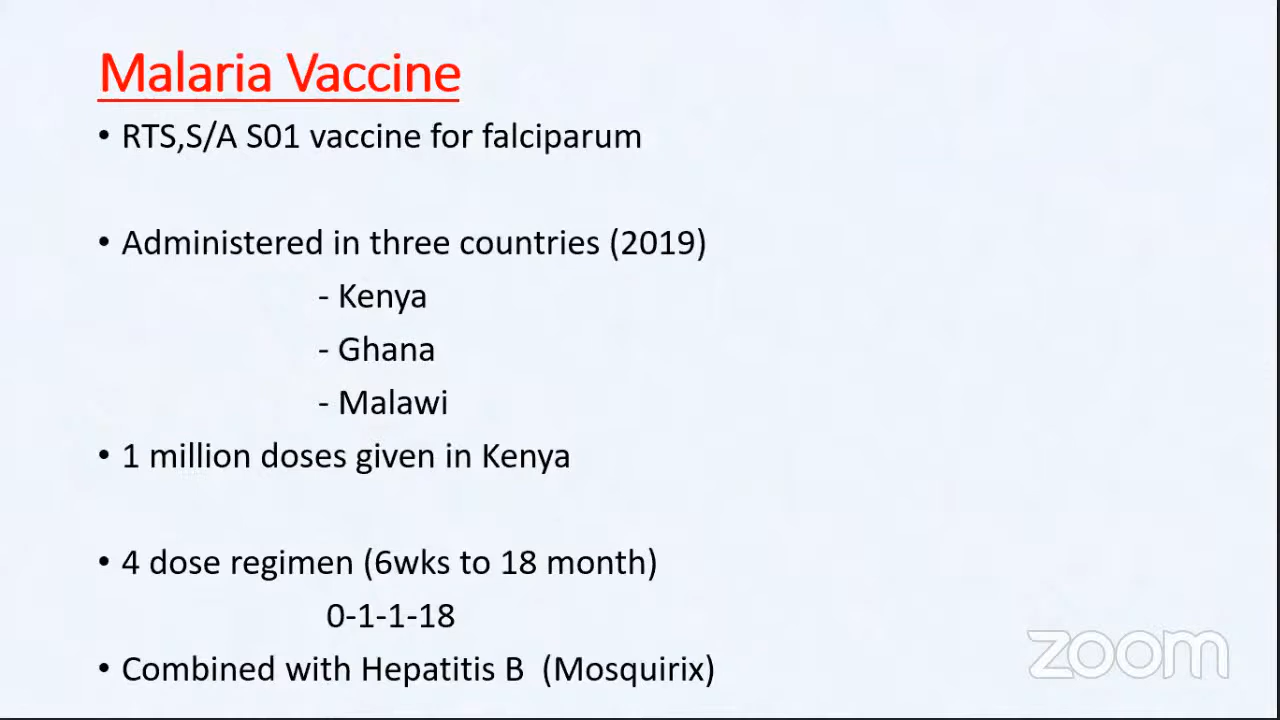 Malaria Vaccine
• RTS,S/A S01 vaccine for falciparum
• Administered in three countries (2019)
- Kenya
- Ghana
- Malawi
• 1 million doses given in Kenya
• 4 dose regimen (6wks to 18 month)
0-1-1-18
• Combined with Hepatitis B (Mosquirix)
zoom